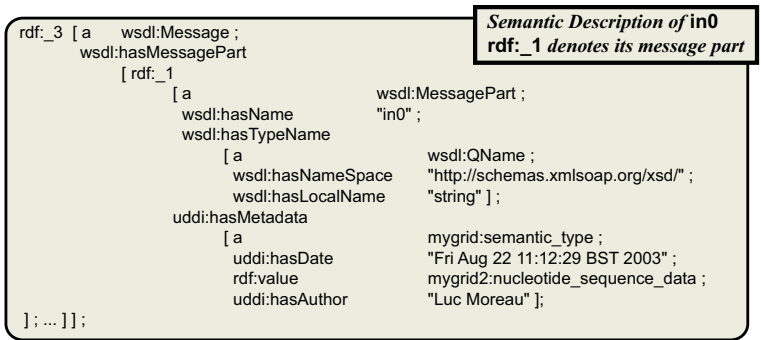 Semantic Description of in0
rdf:_1 denotes its message part
rdf:_3 [ a wsdl:Message ;
wsdl:hasMessagePart
[ rdf:_1
[ a wsdl:MessagePart ;
wsdl:hasName "in0" ;
wsdl:hasTypeName
[ a wsdl:QName ;
wsdl:hasNameSpace "http://schemas.xmlsoap.org/xsd/" ;
wsdl:hasLocalName "string" ] ;
uddi:hasMetadata
[ a mygrid:semantic_type ;
uddi:hasDate "Fri Aug 22 11:12:29 BST 2003" ;
rdf:value mygrid2:nucleotide_sequence_data ;
uddi:hasAuthor "Luc Moreau" ];
] ; ... ] ] ;